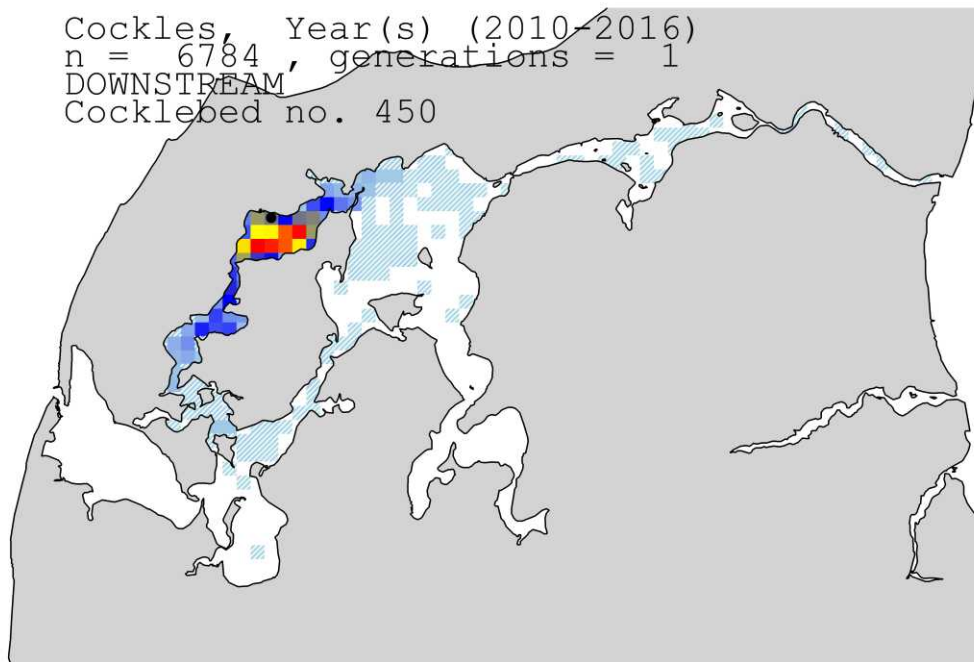 Cockles, Year(s) (2010-2016)
n = 6784 , generations = 1
DOWNSTREAM
Cocklebed no. 450